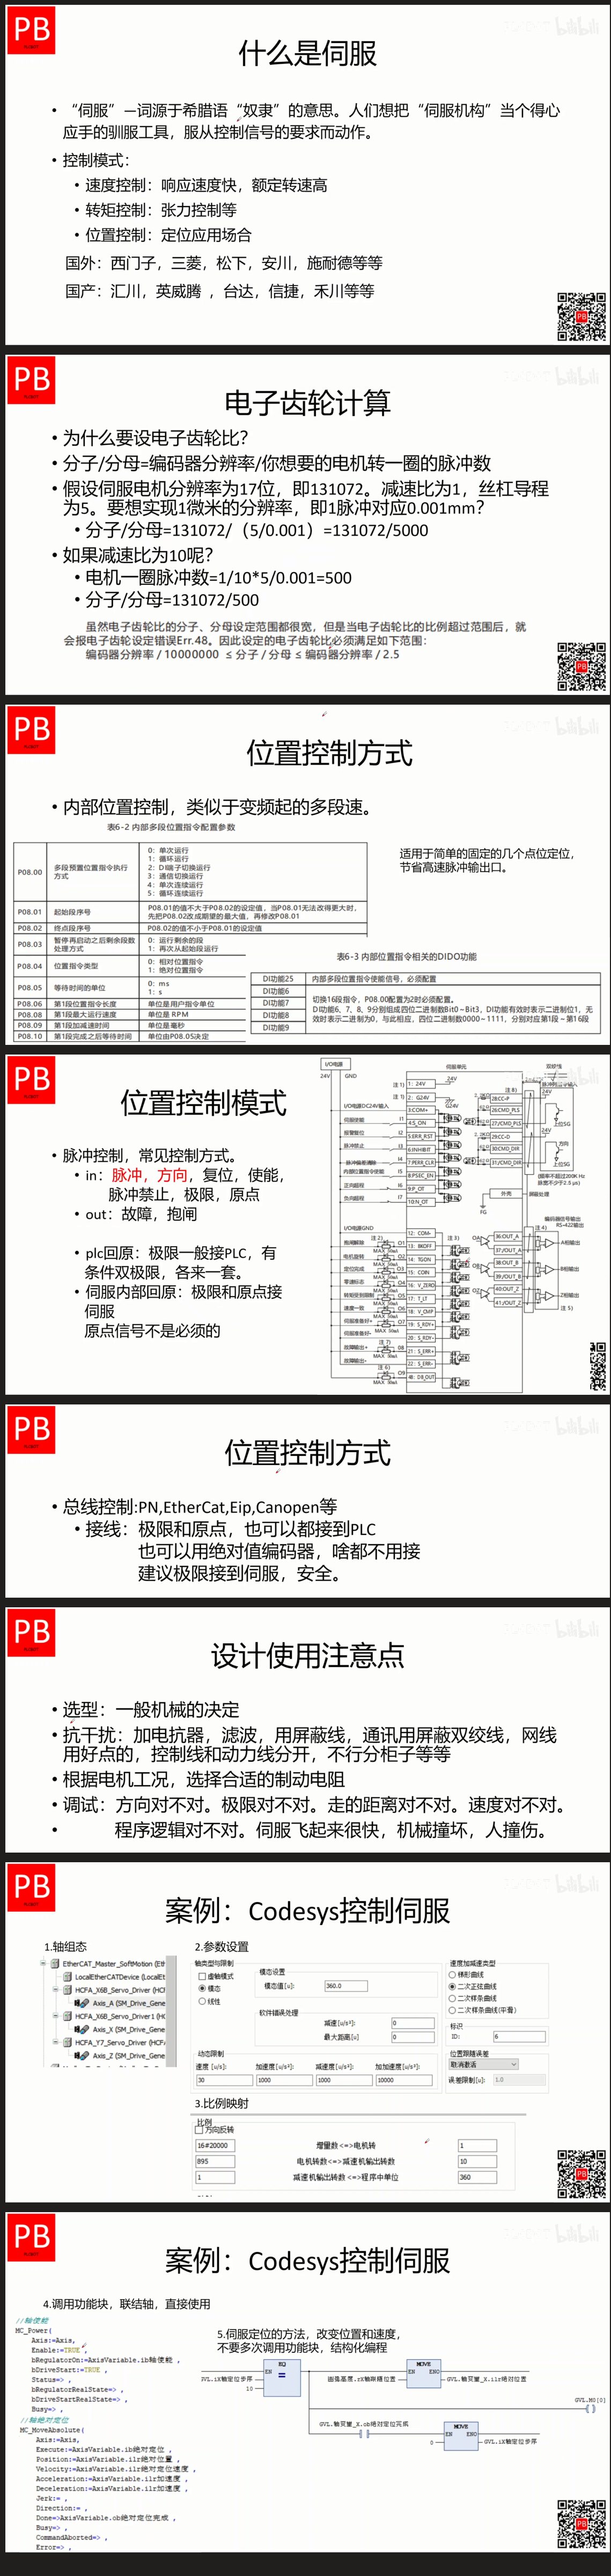 PB
什么是伺服
• “伺服”—词源于希腊语“奴隶”的意思。人们想把“伺服机构”当个得心
应手的驯服工具，服从控制信号的要求而动作。
• 控制模式：
• 速度控制：响应速度快，额定转速高
• 转矩控制：张力控制等
• 位置控制：定位应用场合
国外：西门子，三菱，松下，安川，施耐德等等
国产：汇川，英威腾 ，台达，信捷，禾川等等
PB
PB
电子齿轮计算
• 为什么要设电子齿轮比？
• 分子/分母=编码器分辨率/你想要的电机转一圈的脉冲数
• 假设伺服电机分辨率为17位，即131072。减速比为1，丝杠导程
为5。要想实现1微米的分辨率，即1脉冲对应0.001mm？
• 分子/分母=131072/（5/0.001）=131072/5000
• 如果减速比为10呢？
• 电机一圈脉冲数=1/10*5/0.001=500
• 分子/分母=131072/500
虽然电子齿轮比的分子、分母设定范围都很宽，但是当电子齿轮比的比例超过范围后，就
会报电子齿轮设定错误Err.48。因此设定的电子齿轮比必须满足如下范围：
编码器分辨率 / 10000000 ≤ 分子 / 分母 ≤ 编码器分辨率 / 2.5
PB
PB
位置控制方式
• 内部位置控制，类似于变频起的多段速。
表6-2 内部多段位置指令配置参数
适用于简单的固定的几个点位定位，
节省高速脉冲输出口。
P08.00 多段预置位置指令执行方式
0：单次运行
1：循环运行
2：DI端子切换运行
3：通信切换运行
4：单次连续运行
5：循环连续运行
P08.01 起始段序号 P08.01的值不大于P08.02的设定值，当P08.01无法改得更大时，
先把P08.02改成期望的最大值，再修改P08.01
P08.02 终点段序号 P08.02的值不小于P08.01的设定值
P08.03 暂停再启动之后剩余段数处理方式
0：运行剩余的段
1：再次从起始段运行
P08.04 位置指令类型
0：相对位置指令
1：绝对位置指令
P08.05 等待时间的单位
0：ms
1：s
P08.06 第1段位置指令长度 单位是用户指令单位
P08.08 第1段最大运行速度 单位是 RPM
P08.09 第1段加减速时间 单位是毫秒
P08.10 第1段完成之后等待时间 单位由P08.05决定
表6-3 内部位置指令相关的DIDO功能
DI功能25 内部多段位置指令使能信号，必须配置
DI功能6
DI功能7
DI功能8
DI功能9
切换16段指令，P08.00配置为2时必须配置。
DI功能6，7，8，9分别组成四位二进制数Bit0～Bit3，DI功能有效时表示二进制位1，无
效时表示二进制为0，与此相应，四位二进制数0000～1111，分别对应第1段～第16段
PB
位置控制模式
• 脉冲控制，常见控制方式。
• in：脉冲，方向，复位，使能，
脉冲禁止，极限，原点
• out：故障，抱闸
• plc回原：极限一般接PLC，有
条件双极限，各来一套。
• 伺服内部回原：极限和原点接
伺服
原点信号不是必须的
I/O电源
24V GND
伺服单元
双绞线
I/O电源DC24V输入
伺服使能
报警复位
脉冲禁止
脉冲偏差清除
内部位置指令使能
正向超程
负向超程
1: 24V
2: G24V
3:COM+
4:S_ON
5:ERR_RST
6:INHIBIT
7:PERR_CLR
8:PSEC_EN
9:P_OT
10:N_OT
28:CC-P
26:CMD_PLS
27:/CMD_PLS
29:CC-D
30:CMD_DIR
31:/CMD_DIR
上位SG
方向
上位SG
外壳
屏蔽处理
FG
编码器信号输出
RS-422输出
I/O电源GND
抱闸解除
电机旋转
定位完成
零速标志
转矩受到限制
速度一致
伺服准备好+
伺服准备好-
故障输出+
故障输出-
12: COM-
13: BKOFF
14: TGON
15: COIN
16: V_ZERO
17: T_LT
18: V_CMP
19: S_RDY+
20: S_RDY-
21: S_ERR+
22: S_ERR-
36:OUT_A
37:/OUT_A
38:OUT_B
39:/OUT_B
40:OUT_Z
41:/OUT_Z
A相输出
B相输出
Z相输出
注 5)
PB
位置控制方式
• 总线控制:PN,EtherCat,Eip,Canopen等
• 接线：极限和原点，也可以都接到PLC
也可以用绝对值编码器，啥都不用接
建议极限接到伺服，安全。
PB
设计使用注意点
• 选型：一般机械的决定
• 抗干扰：加电抗器，滤波，用屏蔽线，通讯用屏蔽双绞线，网线
用好点的，控制线和动力线分开，不行分柜子等等
• 根据电机工况，选择合适的制动电阻
• 调试：方向对不对。极限对不对。走的距离对不对。速度对不对。
• 程序逻辑对不对。伺服飞起来很快，机械撞坏，人撞伤。
PB
案例：Codesys控制伺服
1.轴组态
EtherCAT_Master_SoftMotion (Et
LocalEtherCATDevice (LocalEt
HCFA_X6B_Servo_Driver (HCF
Axis_A (SM_Drive_Gene
HCFA_X6B_Servo_Driver1 (H
Axis_X (SM_Drive_Gene
HCFA_Y7_Servo_Driver (HCF
Axis_Z (SM_Drive_Gene
2.参数设置
轴类型与限制
虚轴模式
模态
线性
模态设置
模态值[u]: 360.0
软件错误处理
减速[u/s²]: 0
最大距离[u]: 0
动态限制
速度 [u/s]: 加速度[u/s²]: 减速度[u/s²]: 加加速度[u/s³]:
30 1000 1000 10000
速度加减速类型
梯形曲线
二次正弦曲线
二次样条曲线
二次样条曲线(平着)
标识
ID: 6
位置跟随误差
取消激活
误差限制[u]: 1.0
3.比例映射
比例
方向反转
16#20000 增量数 <=>电机转 1
895 电机转数<=>减速机输出转数 10
1 减速机输出转数 <=>程序中单位 360
PB
PB
案例：Codesys控制伺服
4.调用功能块，联结轴，直接使用
//轴使能
MC_Power(
Axis:=Axis,
Enable:=TRUE ,
bRegulatorOn:=AxisVariable.ib轴使能 ,
bDriveStart:=TRUE ,
Status=> ,
bRegulatorRealState=> ,
bDriveStartRealState=> ,
Busy=> ,
//轴绝对定位
MC_MoveAbsolute(
Axis:=Axis,
Execute:=AxisVariable.ib绝对定位 ,
Position:=AxisVariable.ilr绝对位置 ,
Velocity:=AxisVariable.ilr绝对定位速度 ,
Acceleration:=AxisVariable.ilr加速度 ,
Deceleration:=AxisVariable.ilr加速度 ,
Jerk:= ,
Direction:= ,
Done=>AxisVariable.ob绝对定位完成 ,
Busy=> ,
CommandAborted=> ,
Error=> ,
5.伺服定位的方法，改变位置和速度，
不要多次调用功能块，结构化编程
EQ
EN
=
GVL.iX轴定位步序
10
MOVE
EN ENO
GVL.轴变量_X.ilr绝对位置
GVL.M0[0]
GVL.轴变量_X.ob绝对定位完成
MOVE
EN ENO
0
GVL.iX轴定位步序
PB